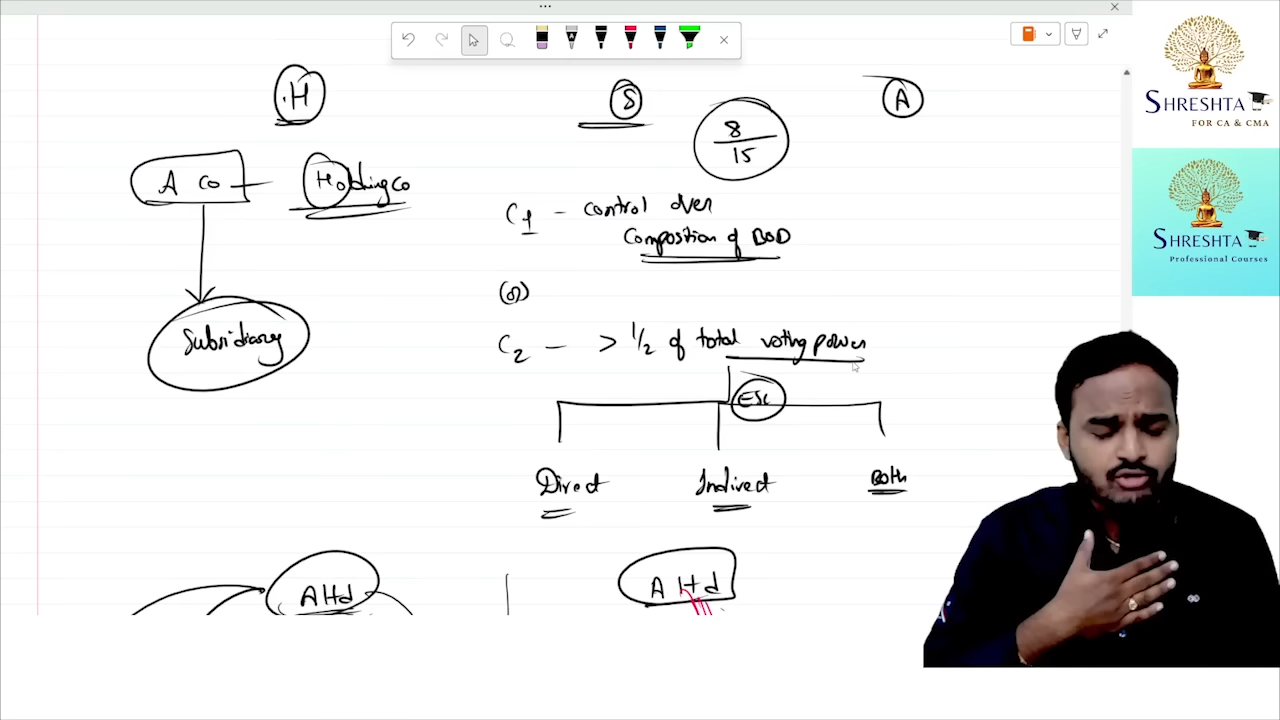 H
S
A
8
15
A Co — Holding Co
C1 - control over
Composition of BOD
(or)
C2 - > 1/2 of total voting power
Subsidiary
ESC
Direct
Indirect
Both
A Ltd
A Ltd
SHRESHTA
FOR CA & CMA
SHRESHTA
Professional Courses